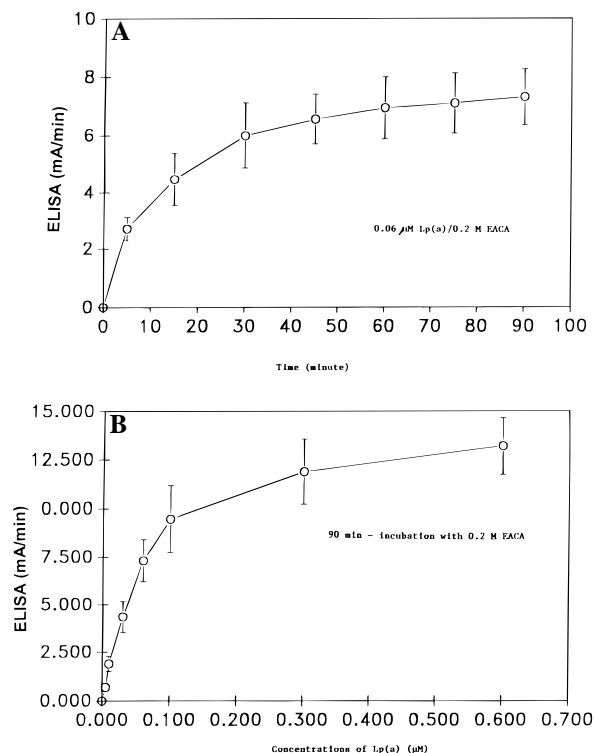 A
10
8
6
4
2
0
ELISA (mA/min)
0.06 µM Lp(a)/0.2 M EACA
0 10 20 30 40 50 60 70 80 90 100
Time (minute)
B
15.000
12.500
0.000
7.500
5.000
2.500
0.000
ELISA (mA/min)
90 min - incubation with 0.2 M EACA
0.000 0.100 0.200 0.300 0.400 0.500 0.600 0.700
Concentrations of Lp(a) (µM)